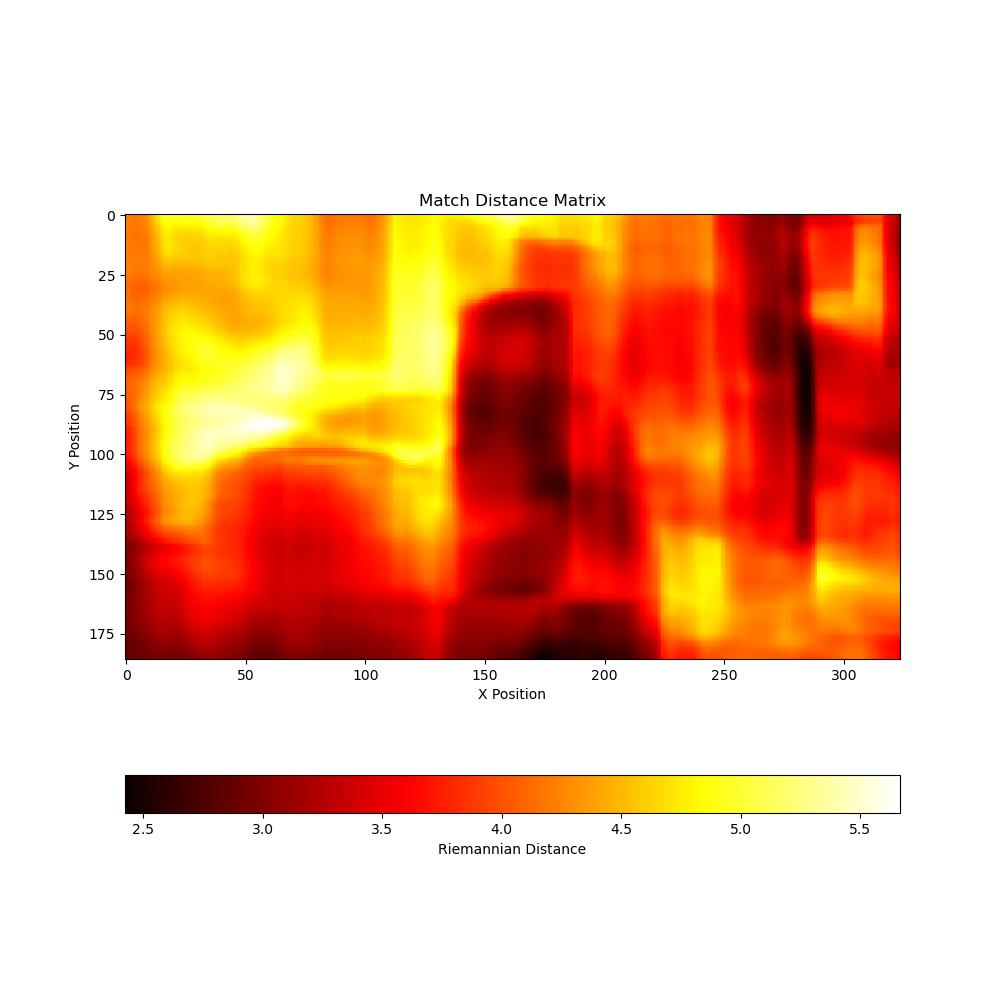 Match Distance Matrix
0
25
50
75
100
125
150
175
Y Position
0 50 100 150 200 250 300
X Position
2.5 3.0 3.5 4.0 4.5 5.0 5.5
Riemannian Distance